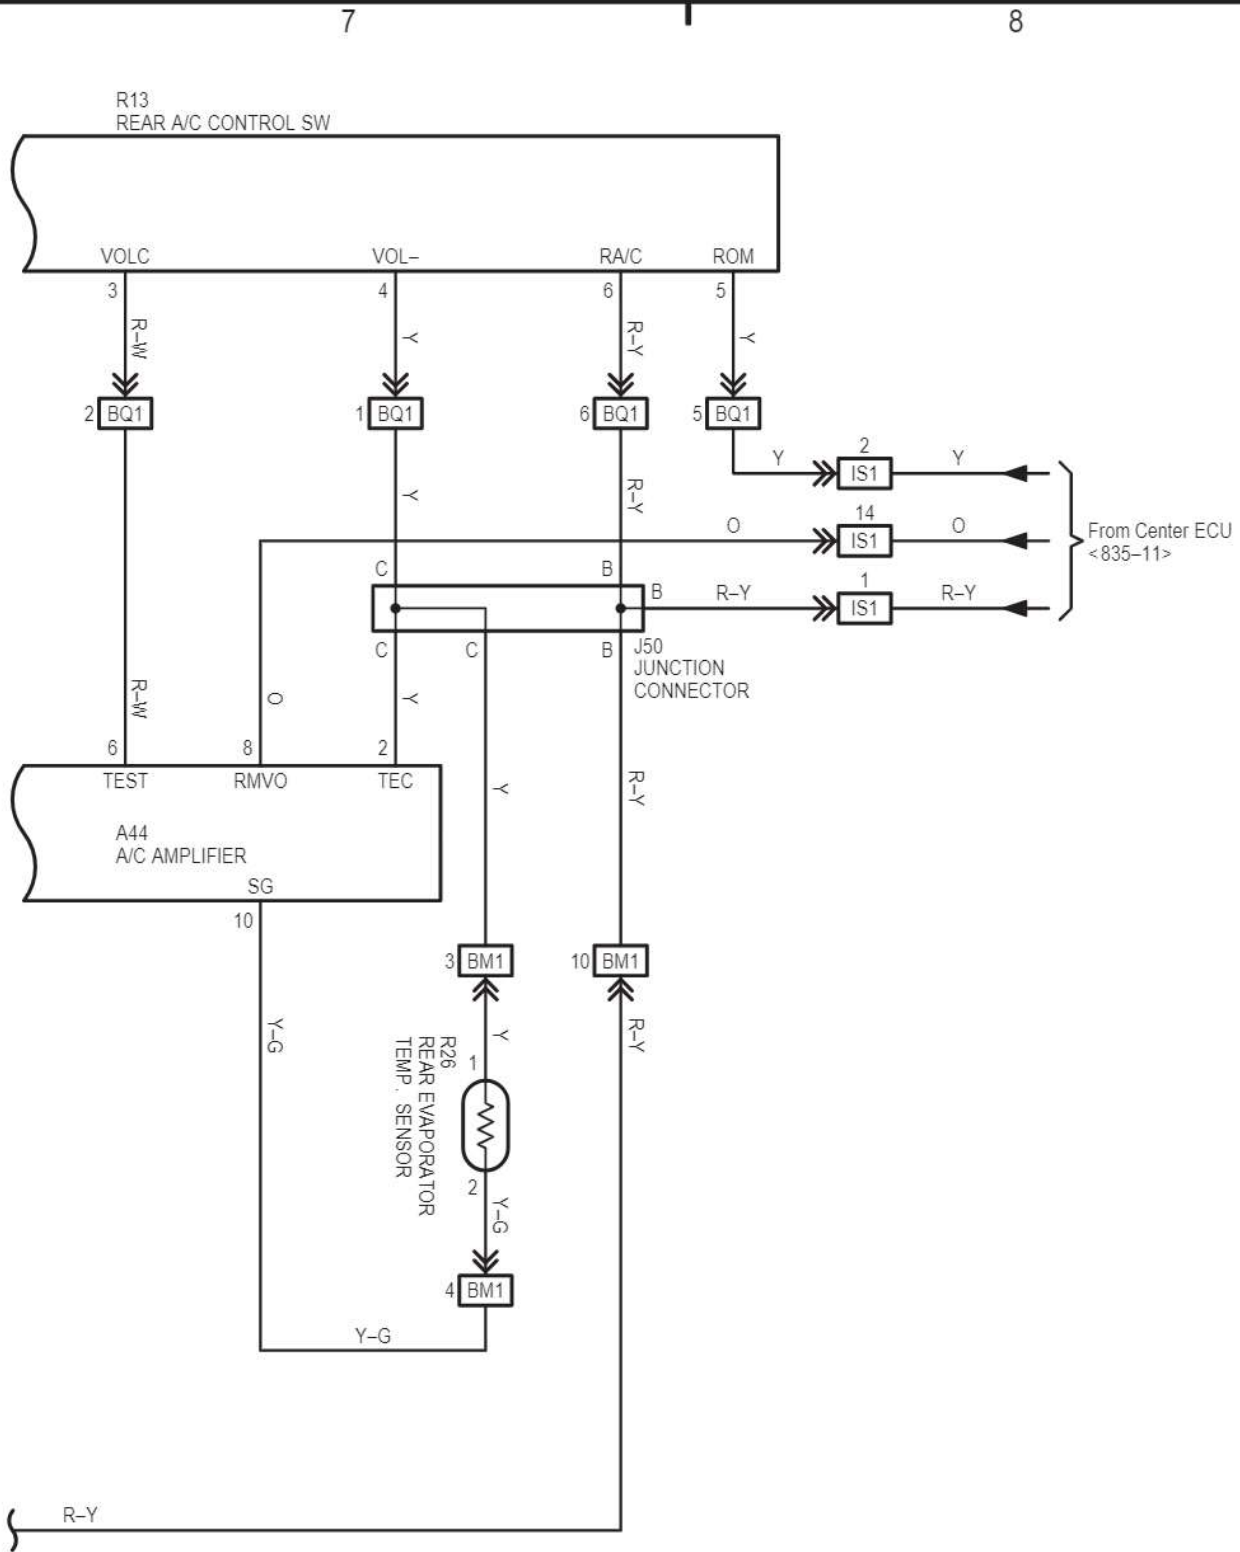 7
8
R13
REAR A/C CONTROL SW
VOLC
VOL–
RA/C
ROM
3
4
6
5
R–W
Y
R–Y
Y
2 BQ1
1 BQ1
6 BQ1
5 BQ1
Y
2
IS1
Y
Y
R–Y
O
14
IS1
O
From Center ECU
<835–11>
C
B
B
R–Y
1
IS1
R–Y
C
C
B
J50
JUNCTION
CONNECTOR
R–W
O
Y
6
8
2
TEST
RMVO
TEC
Y
R–Y
A44
A/C AMPLIFIER
SG
10
3 BM1
10 BM1
Y–G
Y
R–Y
R26
REAR EVAPORATOR
TEMP. SENSOR
1
2
Y–G
4 BM1
Y–G
R–Y